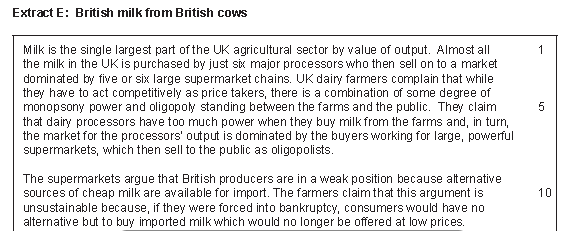 Extract E: British milk from British cows
Milk is the single largest part of the UK agricultural sector by value of output. Almost all 1
the milk in the UK is purchased by just six major processors who then sell on to a market
dominated by five or six large supermarket chains. UK dairy farmers complain that while
they have to act competitively as price takers, there is a combination of some degree of
monopsony power and oligopoly standing between the farms and the public. They claim 5
that dairy processors have too much power when they buy milk from the farms and, in turn,
the market for the processors' output is dominated by the buyers working for large, powerful
supermarkets, which then sell to the public as oligopolists.
The supermarkets argue that British producers are in a weak position because alternative
sources of cheap milk are available for import. The farmers claim that this argument is 10
unsustainable because, if they were forced into bankruptcy, consumers would have no
alternative but to buy imported milk which would no longer be offered at low prices.